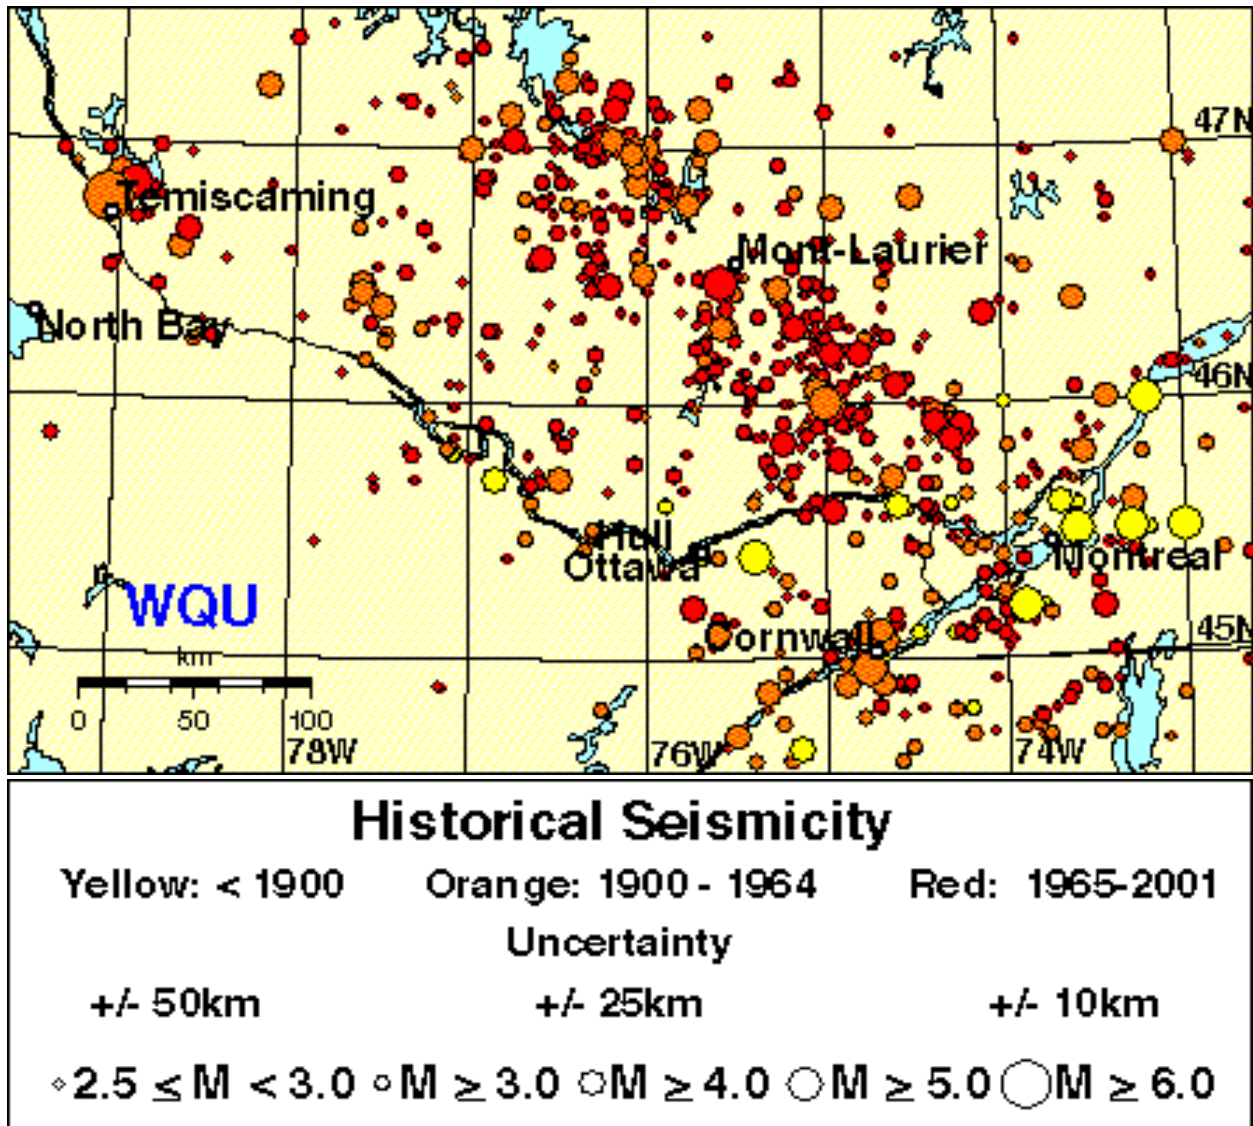 47N
Temiscaming
Mont-Laurier
North Bay
46N
Hull
Ottawa
Montreal
WQU
Cornwall
45N
km
0 50 100
78W 76W 74W
Historical Seismicity
Yellow: < 1900 Orange: 1900 - 1964 Red: 1965-2001
Uncertainty
+/- 50km +/- 25km +/- 10km
2.5 ≤ M < 3.0 M ≥ 3.0 M ≥ 4.0 M ≥ 5.0 M ≥ 6.0